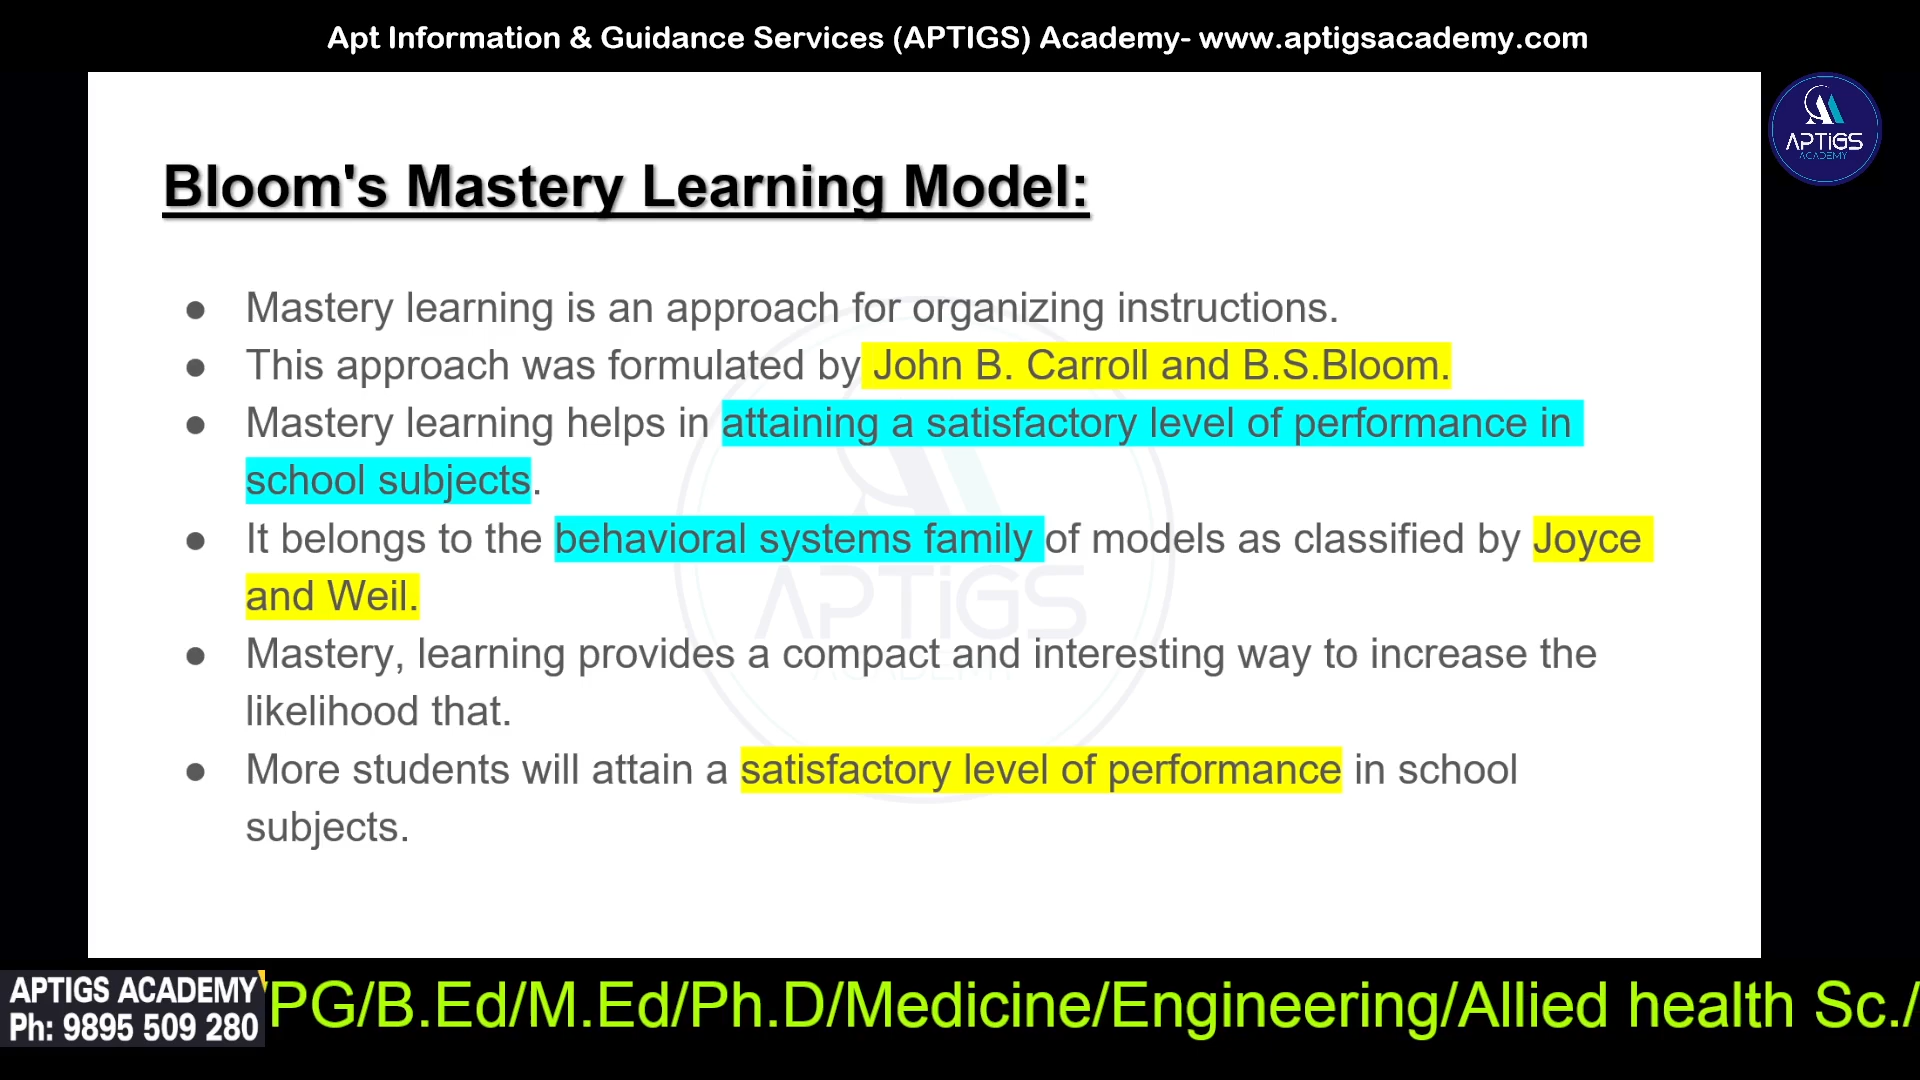 Apt Information & Guidance Services (APTIGS) Academy- www.aptigsacademy.com
APTiGS
ACADEMY
Bloom's Mastery Learning Model:
● Mastery learning is an approach for organizing instructions.
● This approach was formulated by John B. Carroll and B.S.Bloom.
● Mastery learning helps in attaining a satisfactory level of performance in
school subjects.
● It belongs to the behavioral systems family of models as classified by Joyce
and Weil.
● Mastery, learning provides a compact and interesting way to increase the
likelihood that.
● More students will attain a satisfactory level of performance in school
subjects.
APTiGS
ACADEMY
APTIGS ACADEMY
Ph: 9895 509 280
/PG/B.Ed/M.Ed/Ph.D/Medicine/Engineering/Allied health Sc./